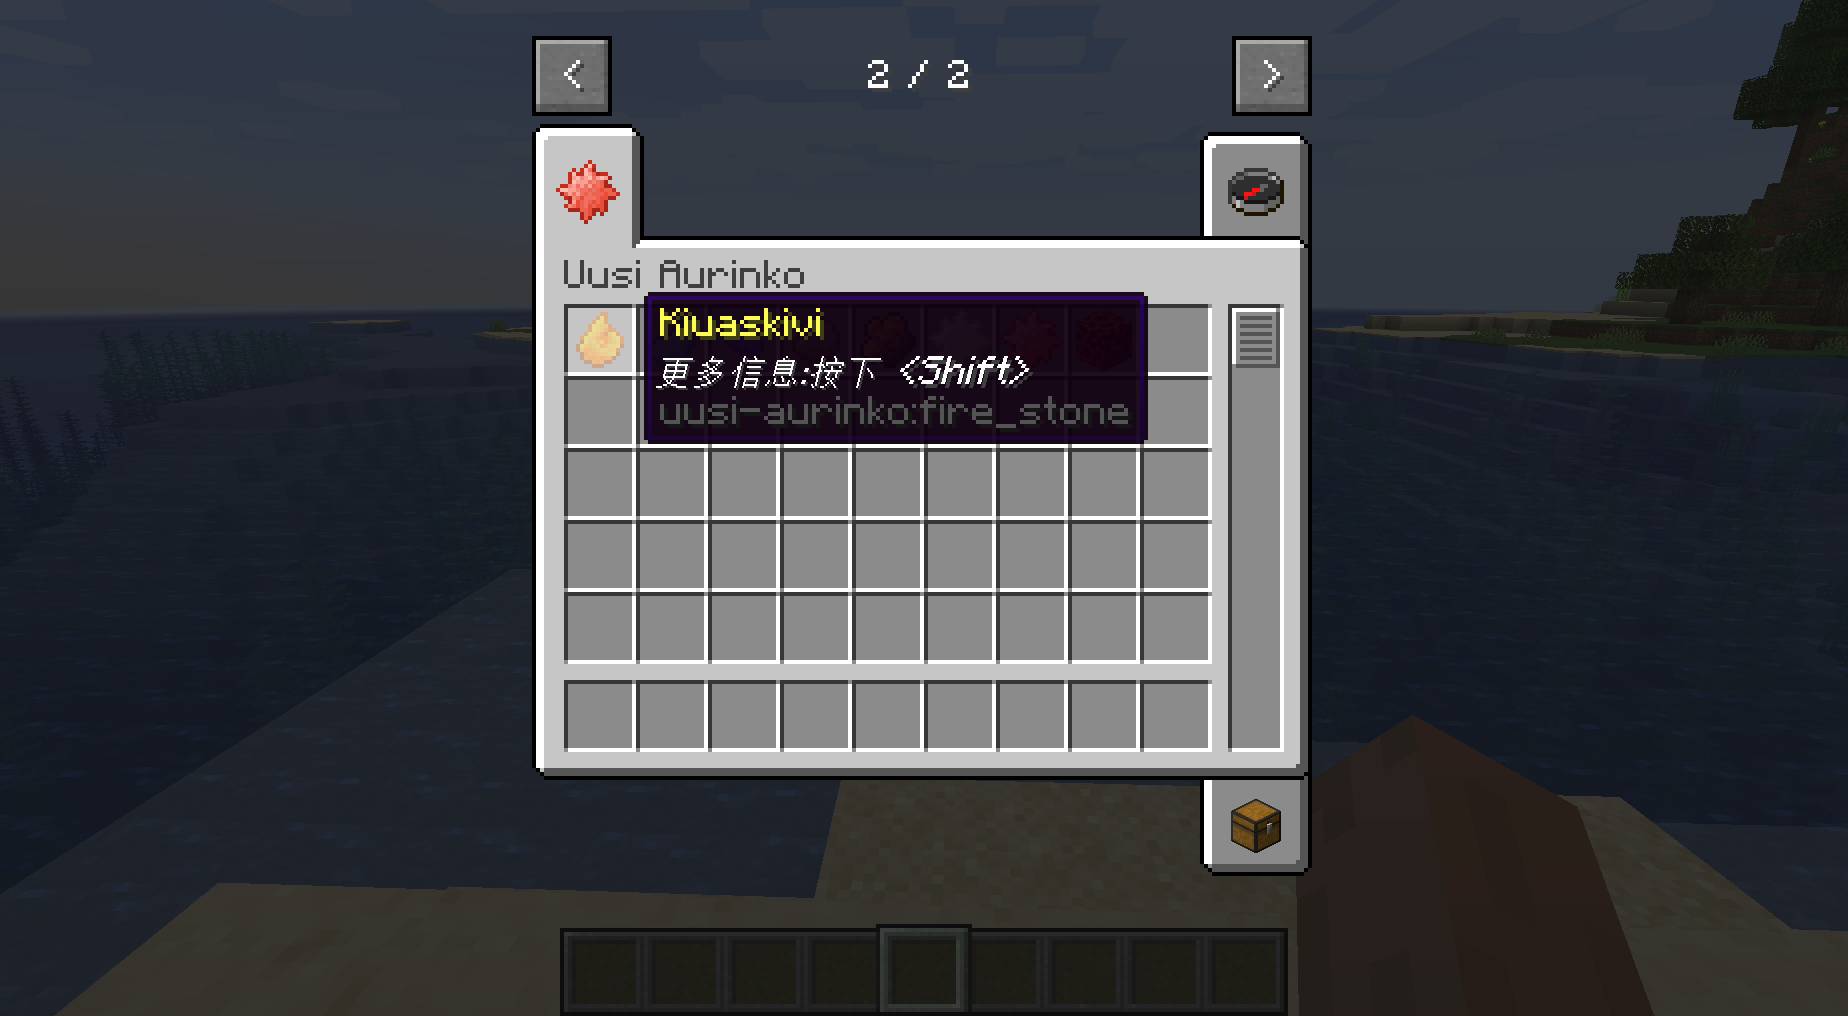 < 2 / 2 >
Uusi Aurinko
Kiuaskivi
更多信息:按下 <Shift>
uusi-aurinko:fire_stone